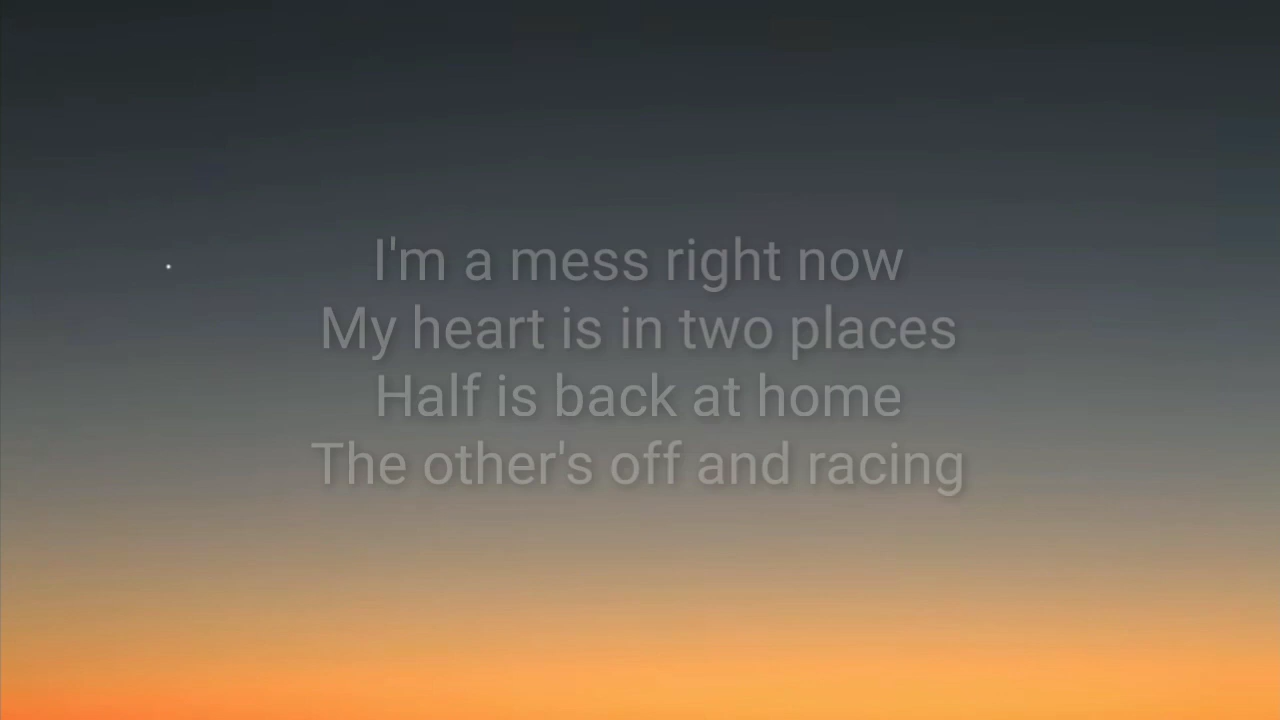 I'm a mess right now
My heart is in two places
Half is back at home
The other's off and racing